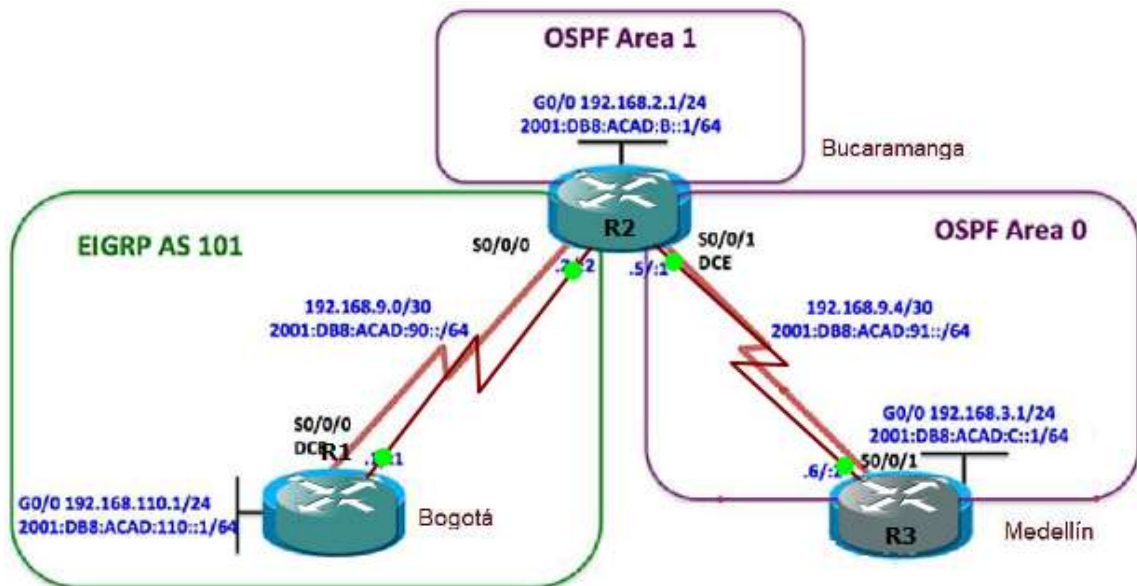 OSPF Area 1
G0/0 192.168.2.1/24
2001:DB8:ACAD:B::1/64
Bucaramanga
R2
EIGRP AS 101
S0/0/0
S0/0/1
DCE
OSPF Area 0
.5/:1
192.168.9.0/30
2001:DB8:ACAD:90::/64
192.168.9.4/30
2001:DB8:ACAD:91::/64
S0/0/0
R1
G0/0 192.168.3.1/24
2001:DB8:ACAD:C::1/64
S0/0/1
G0/0 192.168.110.1/24
2001:DB8:ACAD:110::1/64
Bogotá
R3
Medellín